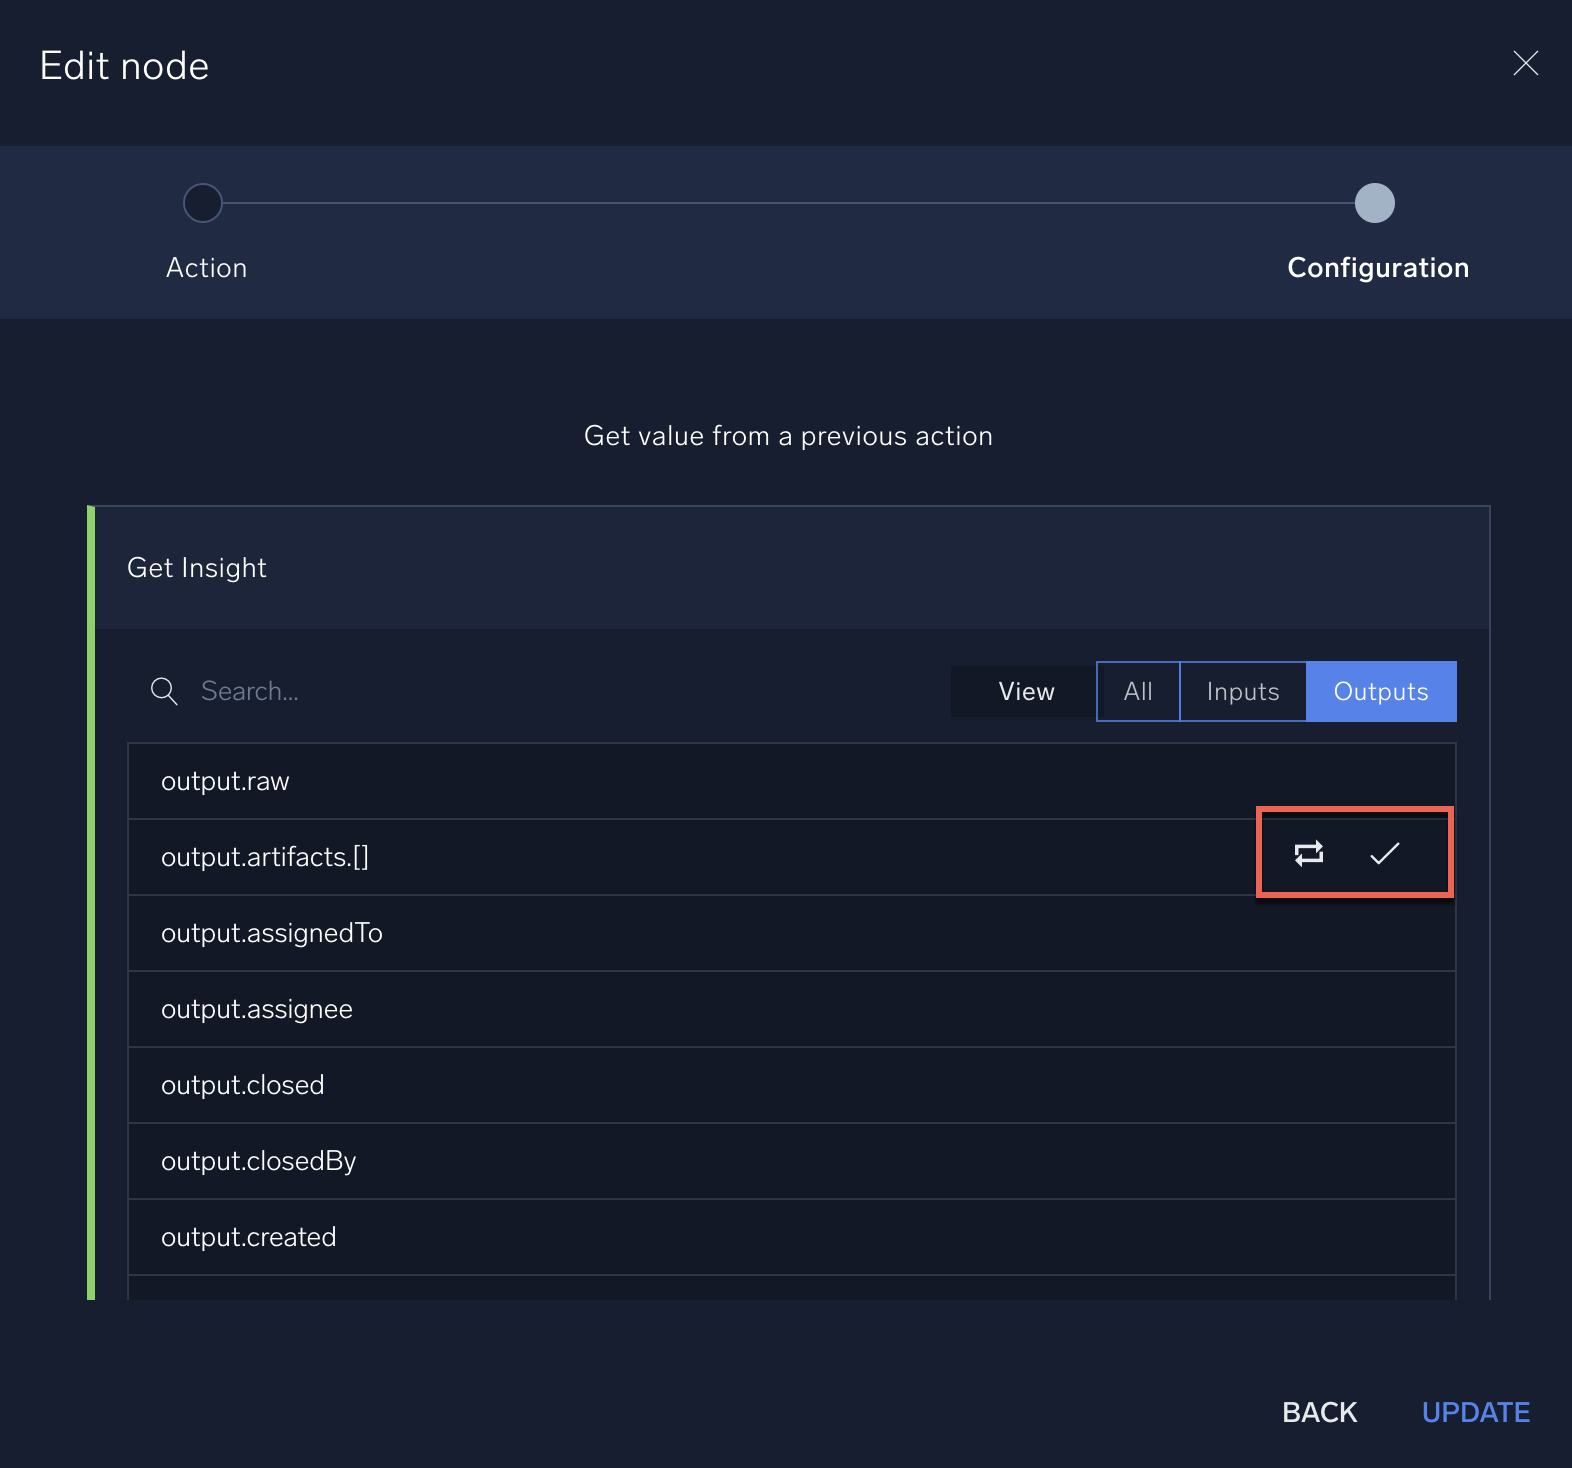 Edit node
Action
Configuration
Get value from a previous action
Get Insight
Search...
View All Inputs Outputs
output.raw
output.artifacts.[]
output.assignedTo
output.assignee
output.closed
output.closedBy
output.created
BACK UPDATE